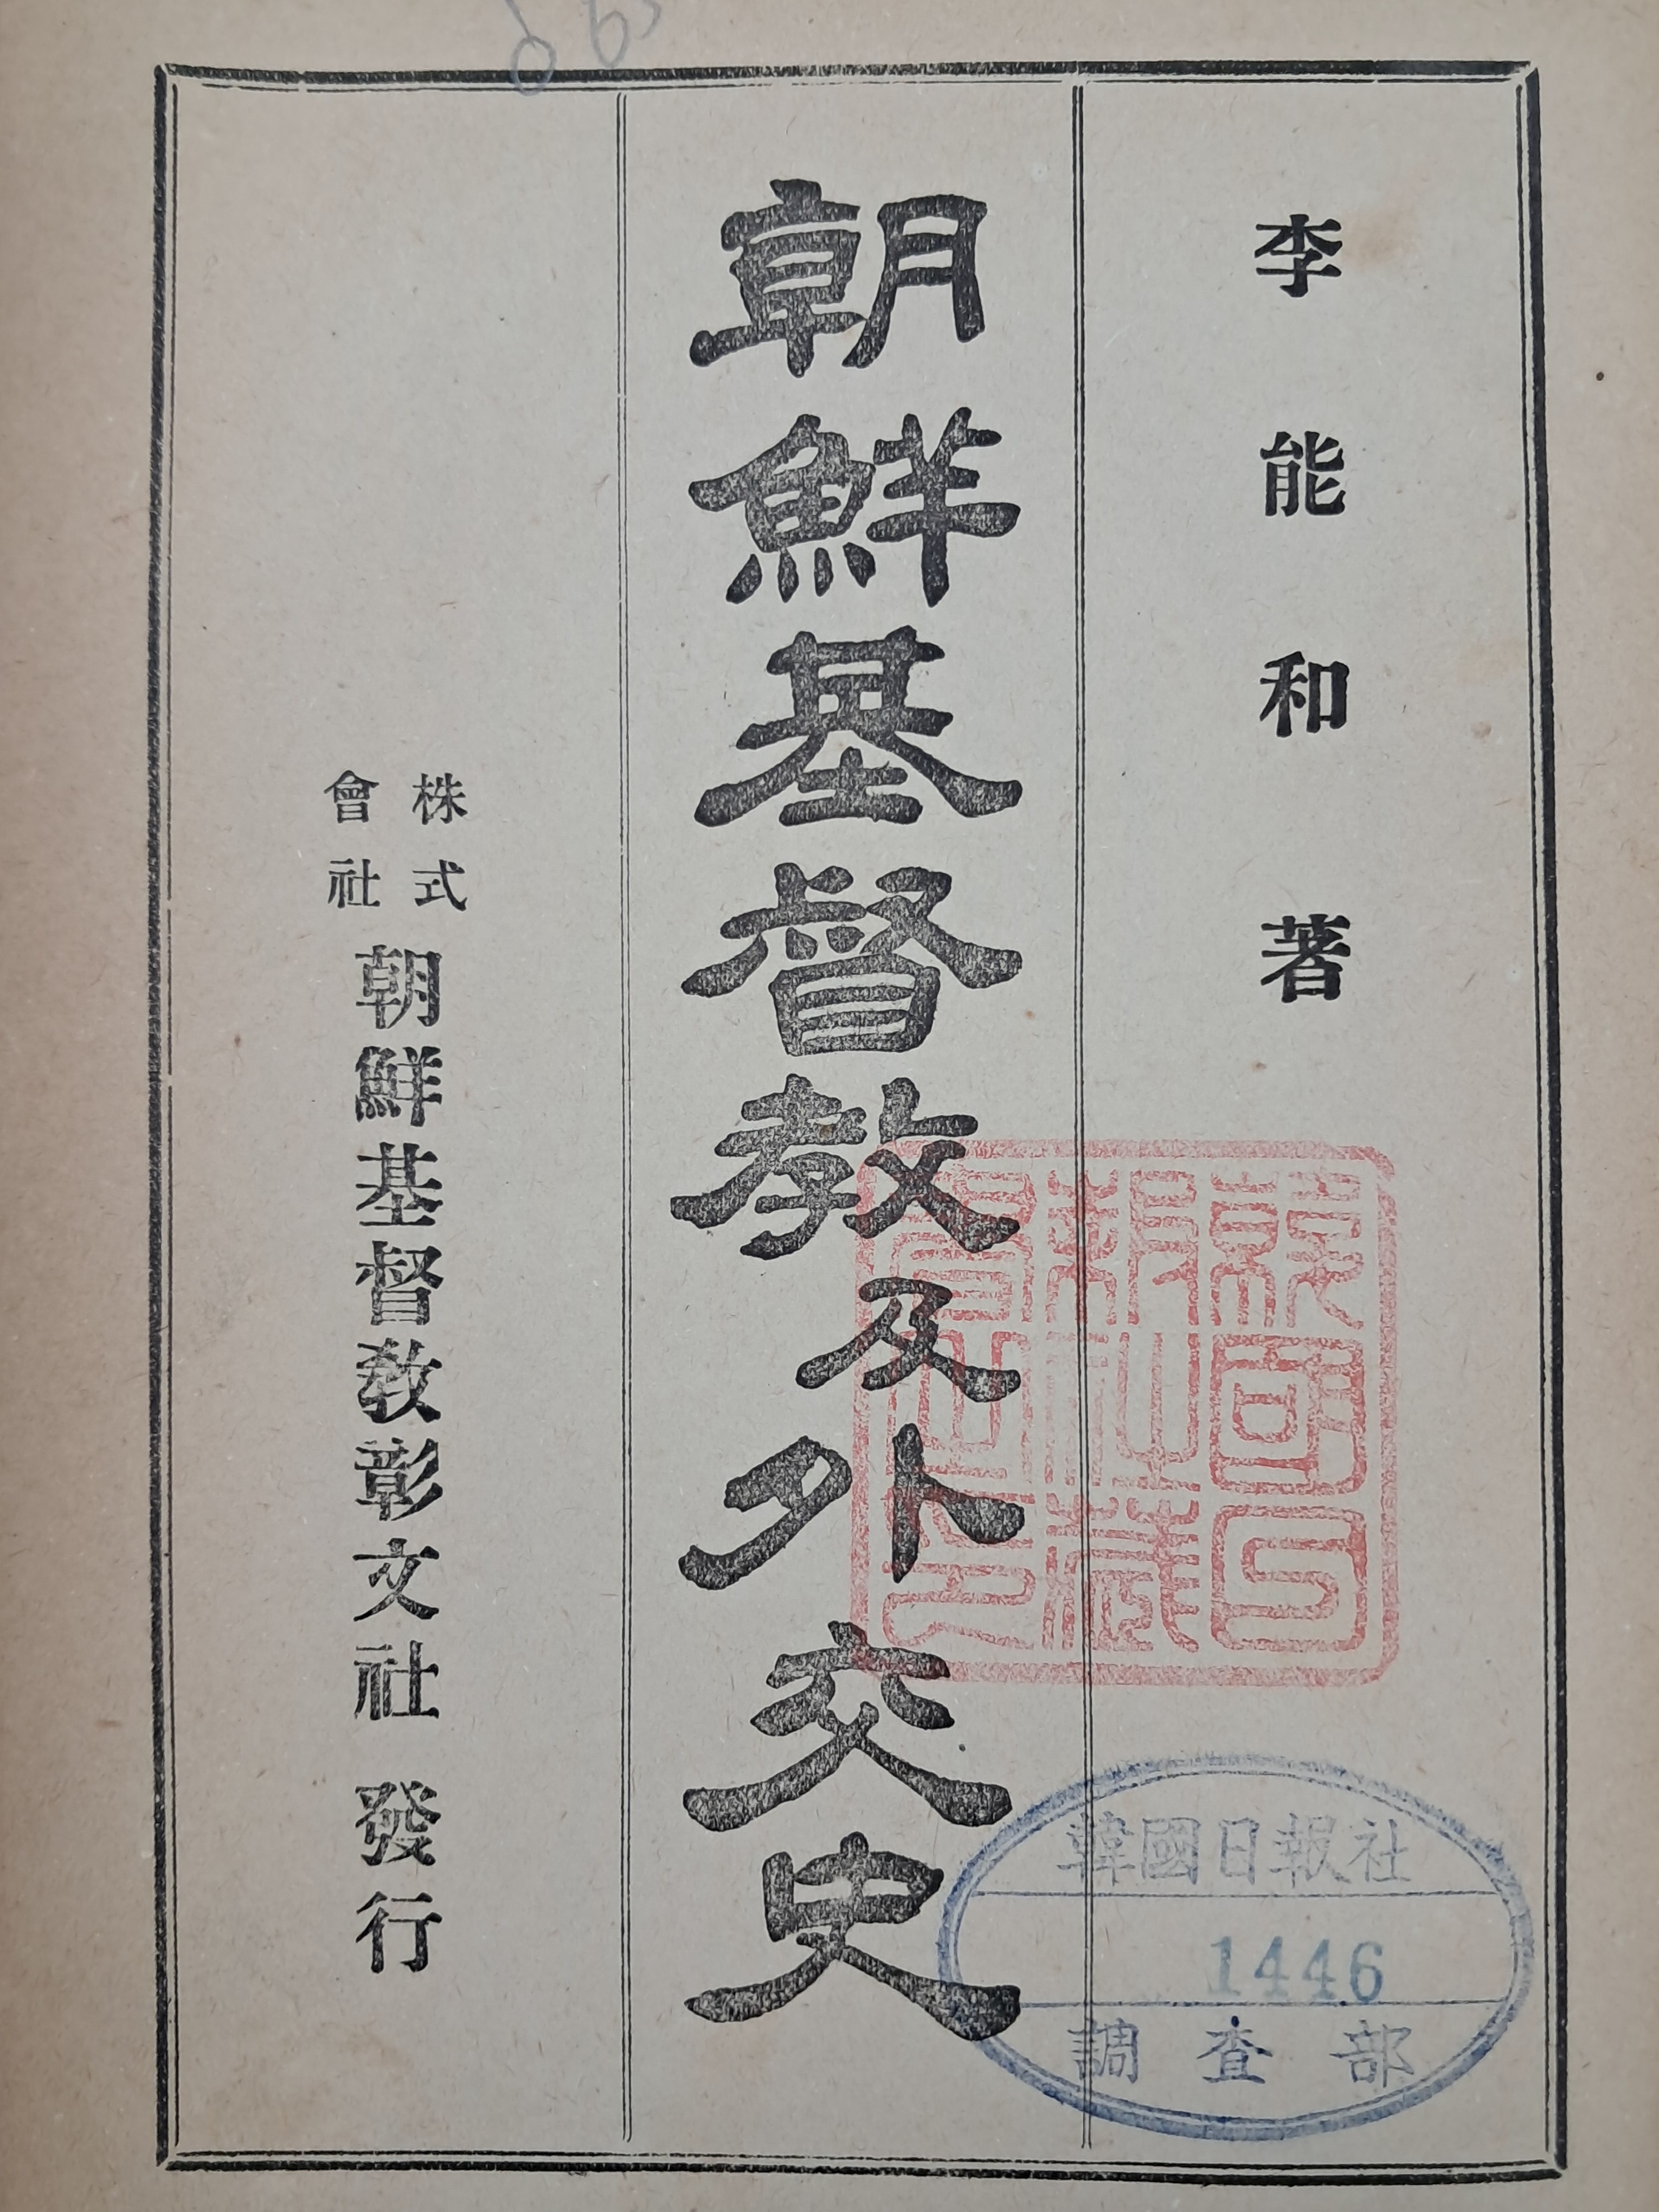 李能和著
朝鮮基督教及外交史
株式
會社
朝鮮基督敎彰文社 發行
韓國日報社
1446
調查部